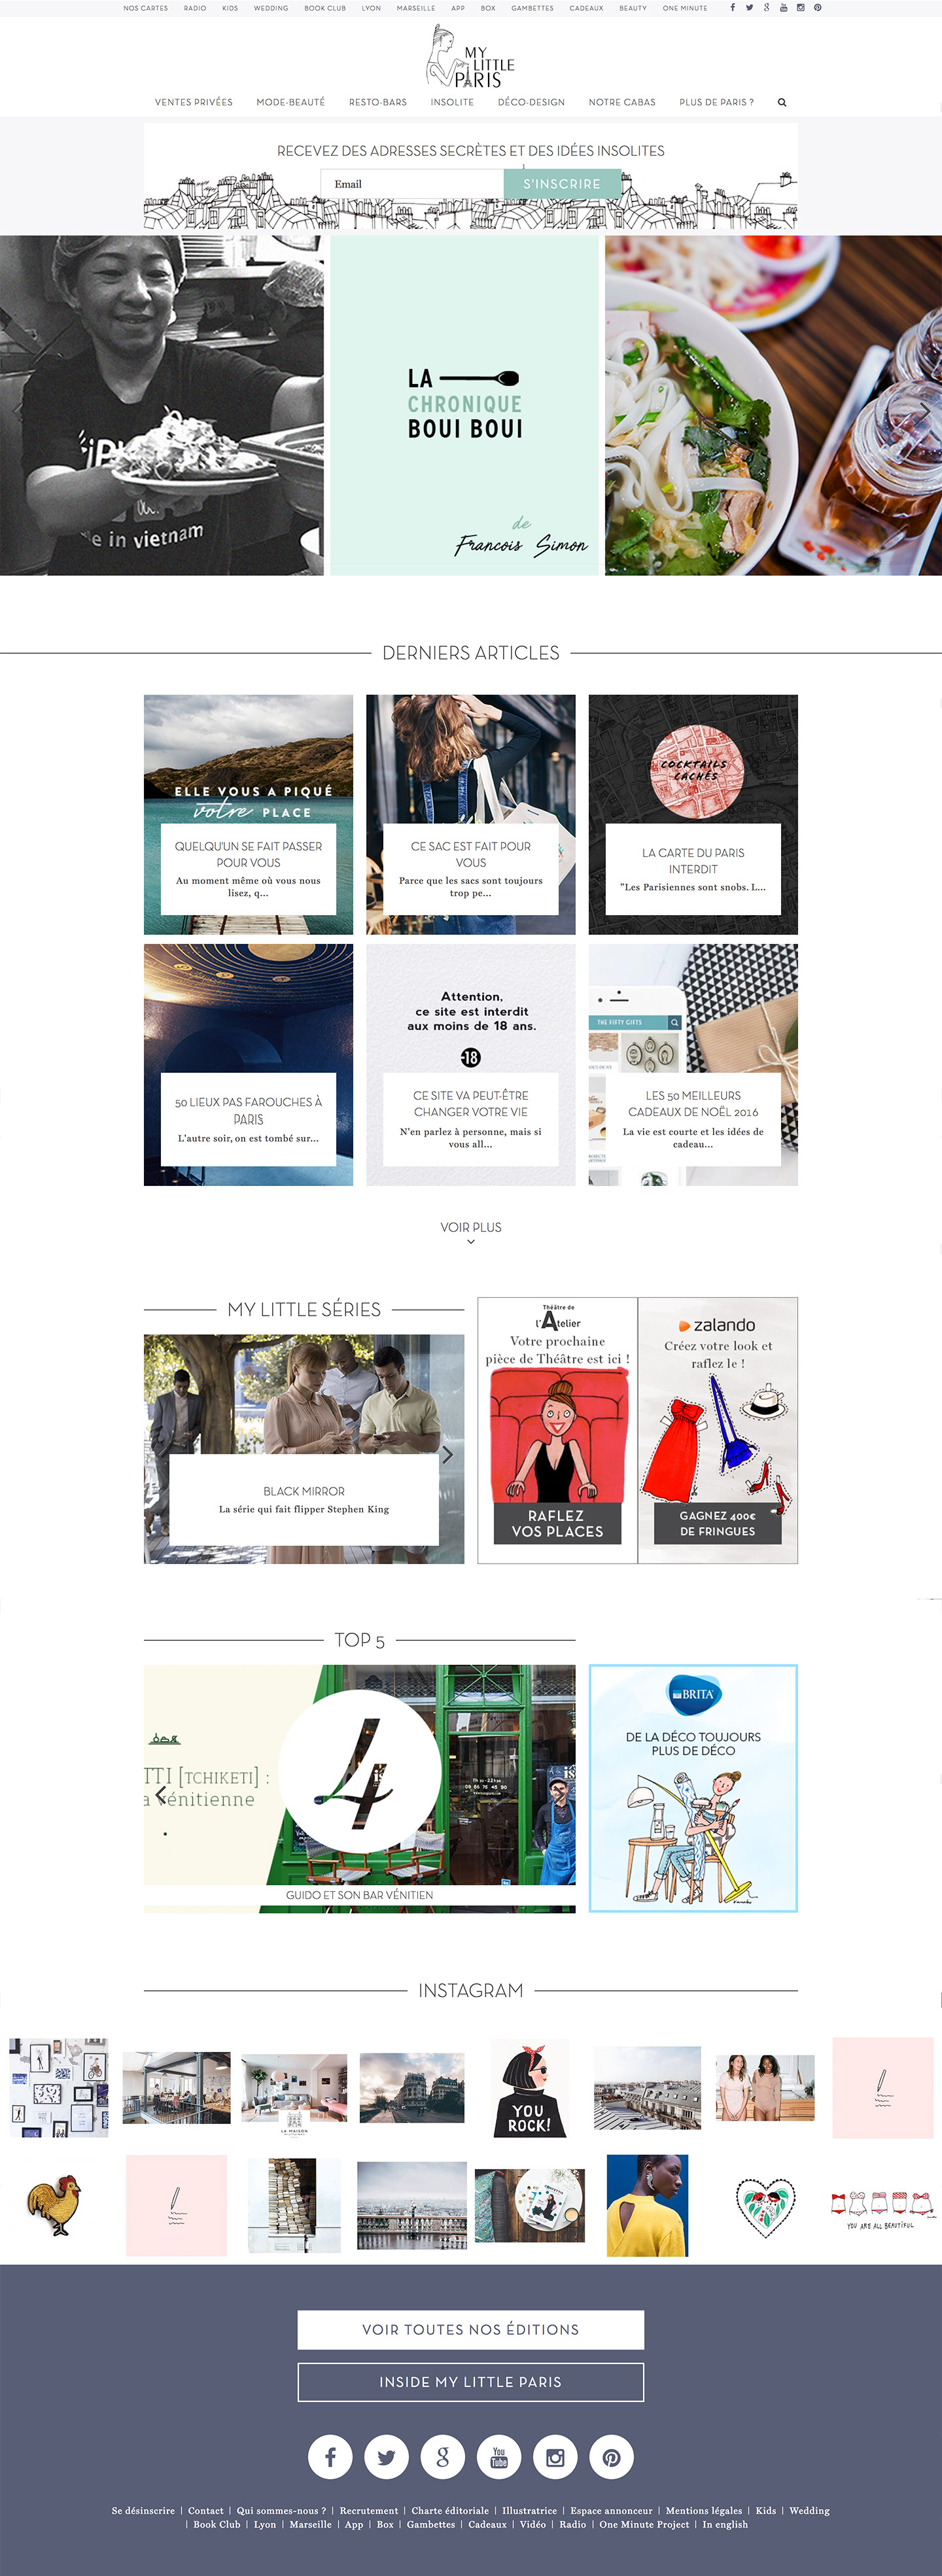 NOS CARTES RADIO KIDS WEDDING BOOK CLUB LYON MARSEILLE APP BOX GAMBETTES CADEAUX BEAUTY ONE MINUTE
MY
LITTLE
PARIS
VENTES PRIVÉES MODE-BEAUTÉ RESTO-BARS INSOLITE DÉCO-DESIGN NOTRE CABAS PLUS DE PARIS ?
RECEVEZ DES ADRESSES SECRÈTES ET DES IDÉES INSOLITES
Email S'INSCRIRE
in vietnam
LA
CHRONIQUE
BOUI BOUI
de
Francois Simon
DERNIERS ARTICLES
ELLE VOUS A PIQUÉ
votre PLACE
QUELQU'UN SE FAIT PASSER
POUR VOUS
Au moment même où vous nous
lisez, q...
CE SAC EST FAIT POUR
VOUS
Parce que les sacs sont toujours
trop pe...
COCKTAILS
CACHÉS
LA CARTE DU PARIS
INTERDIT
"Les Parisiennes sont snobs. L...
50 LIEUX PAS FAROUCHES À
PARIS
L'autre soir, on est tombé sur...
Attention,
ce site est interdit
aux moins de 18 ans.
-18
CE SITE VA PEUT-ÊTRE
CHANGER VOTRE VIE
N'en parlez à personne, mais si
vous all...
THE FIFTY GIFTS
LES 50 MEILLEURS
CADEAUX DE NOËL 2016
La vie est courte et les idées de
cadeau...
VOIR PLUS
MY LITTLE SÉRIES
BLACK MIRROR
La série qui fait flipper Stephen King
Théâtre de
l'Atelier
Votre prochaine
pièce de Théâtre est ici !
RAFLEZ
VOS PLACES
zalando
Créez votre look et
raflez le !
GAGNEZ 400€
DE FRINGUES
TOP 5
TTI [TCHIKETI] :
a vénitienne
4
GUIDO ET SON BAR VÉNITIEN
BRITA
DE LA DÉCO TOUJOURS
PLUS DE DÉCO
INSTAGRAM
LA MAISON
YOU
ROCK!
YOU ARE ALL BEAUTIFUL
VOIR TOUTES NOS ÉDITIONS
INSIDE MY LITTLE PARIS
You
Tube
Se désinscrire | Contact | Qui sommes-nous ? | Recrutement | Charte éditoriale | Illustratrice | Espace annonceur | Mentions légales | Kids | Wedding
| Book Club | Lyon | Marseille | App | Box | Gambettes | Cadeaux | Vidéo | Radio | One Minute Project | In english